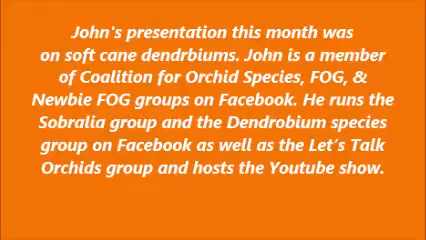 John's presentation this month was
on soft cane dendrbiums. John is a member
of Coalition for Orchid Species, FOG, &
Newbie FOG groups on Facebook. He runs the
Sobralia group and the Dendrobium species
group on Facebook as well as the Let’s Talk
Orchids group and hosts the Youtube show.